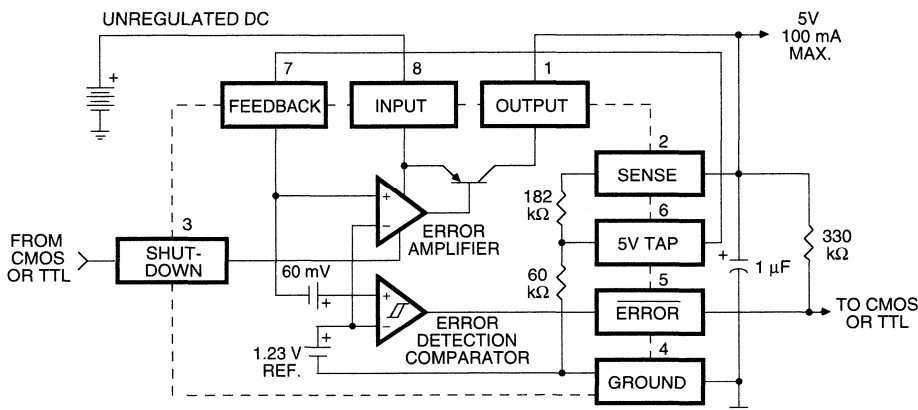 UNREGULATED DC
5V
100 mA
MAX.
7
8
1
FEEDBACK
INPUT
OUTPUT
+
2
SENSE
182
kΩ
6
5V TAP
330
kΩ
+
−
ERROR
AMPLIFIER
3
FROM
CMOS
OR TTL
SHUT-
DOWN
60 mV
+
60
kΩ
+
1 µF
5
ERROR
+
−
TO CMOS
OR TTL
ERROR
DETECTION
COMPARATOR
+
1.23 V
REF.
4
GROUND